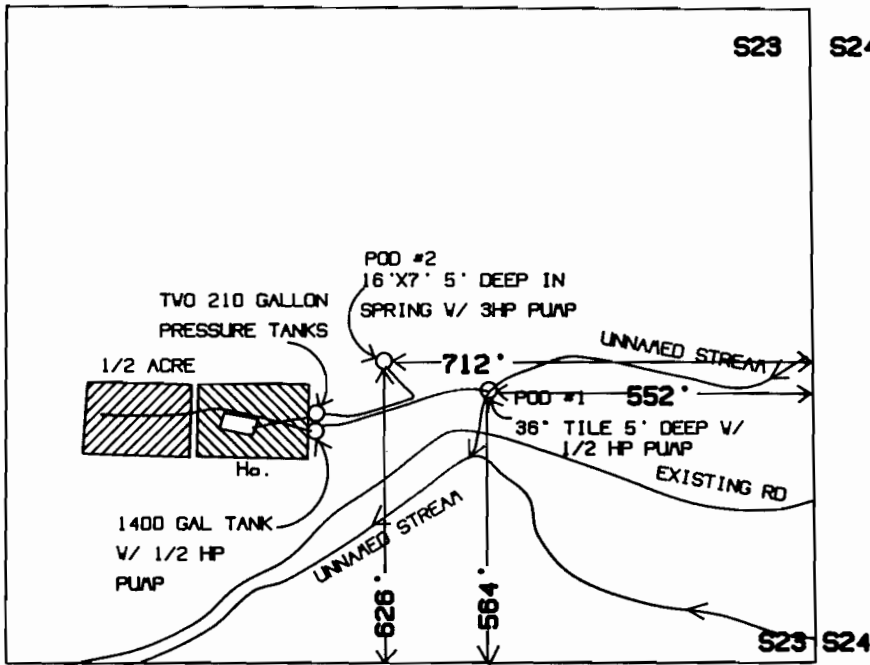 S23 S24
POD #2
16'X7' 5' DEEP IN
SPRING W/ 3HP PUMP
TWO 210 GALLON
PRESSURE TANKS
UNNAMED STREAM
712'
1/2 ACRE
POD #1
552'
36" TILE 5' DEEP W/
1/2 HP PUMP
Ho.
EXISTING RD
1400 GAL TANK
W/ 1/2 HP
PUMP
UNNAMED STREAM
626'
564'
S23 S24